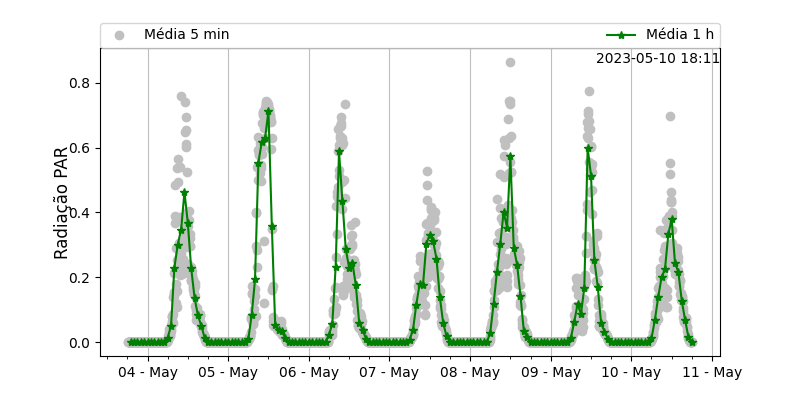 Média 5 min
Média 1 h
2023-05-10 18:11
Radiação PAR
0.8
0.6
0.4
0.2
0.0
04 - May
05 - May
06 - May
07 - May
08 - May
09 - May
10 - May
11 - May